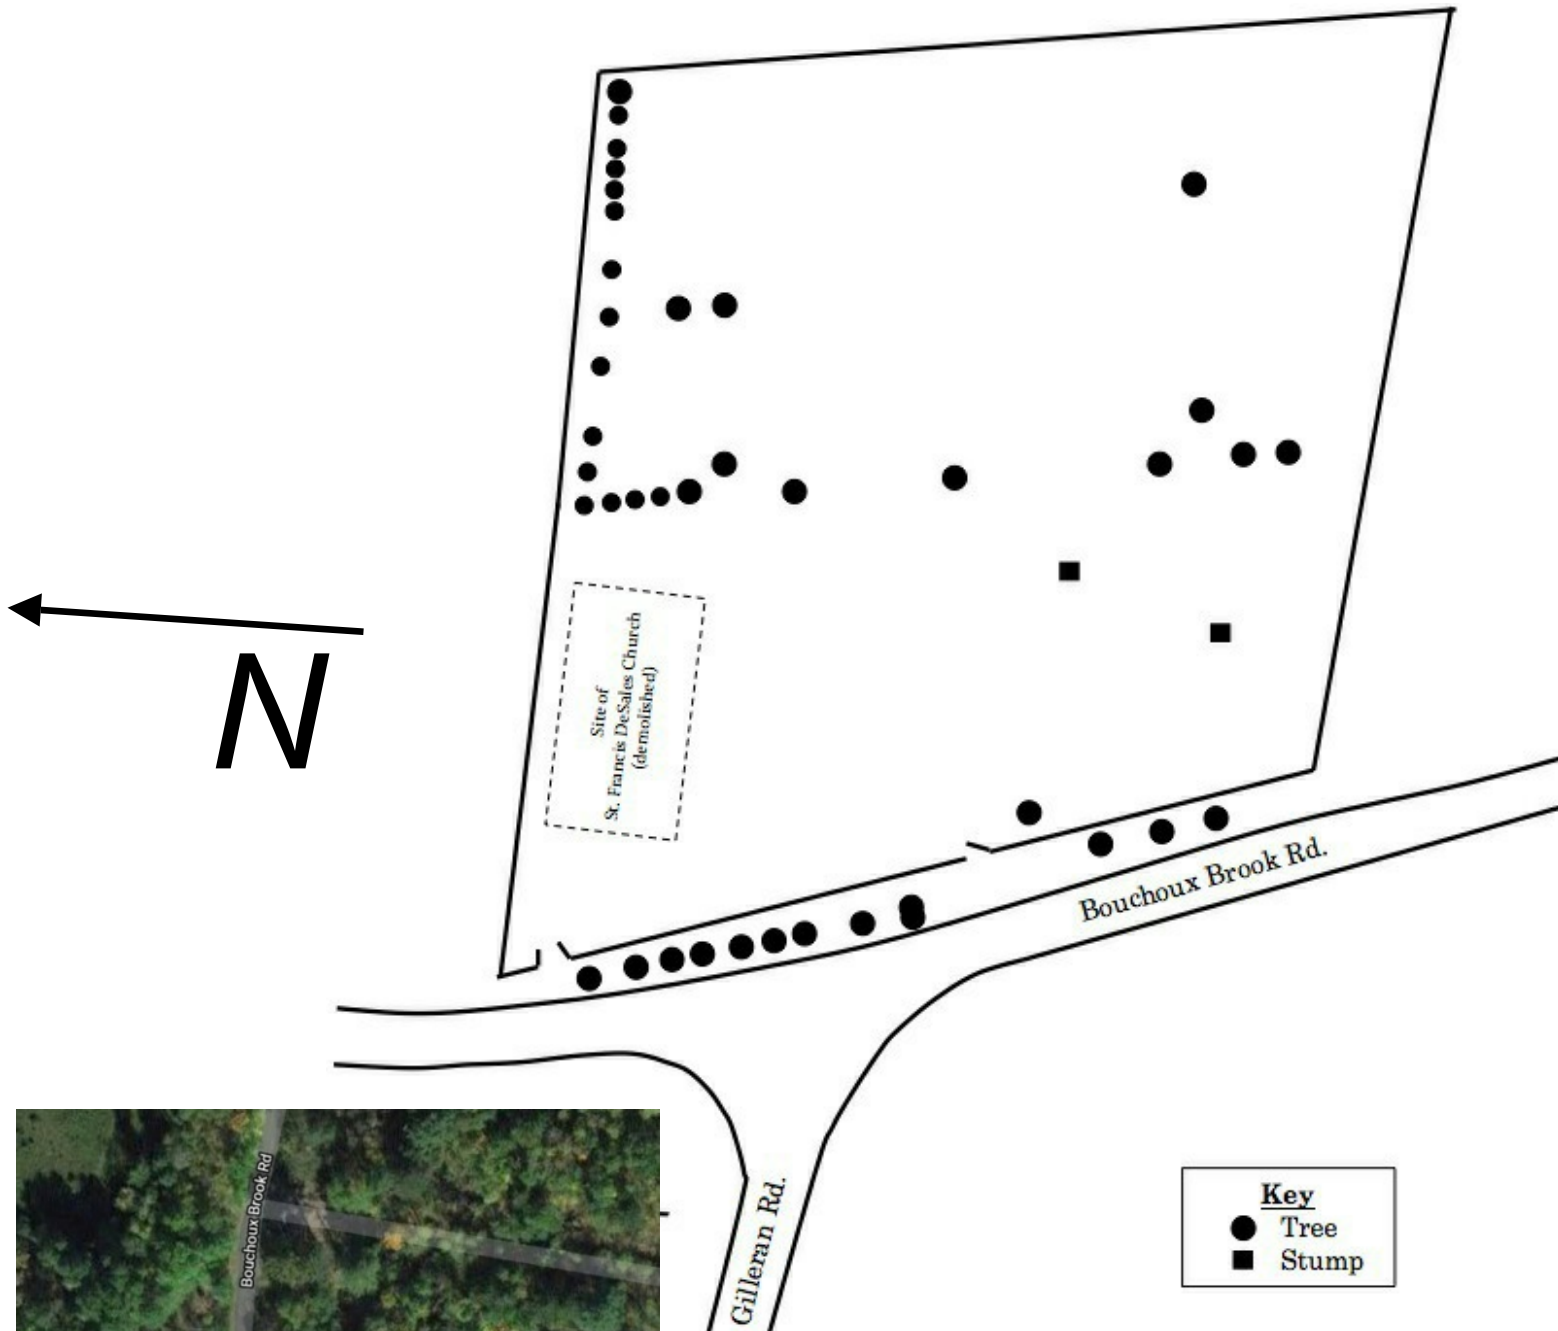 N
Site of
St. Francis DeSales Church
(demolished)
Bouchoux Brook Rd.
Gilleran Rd.
Bouchoux Brook Rd
Key
Tree
Stump